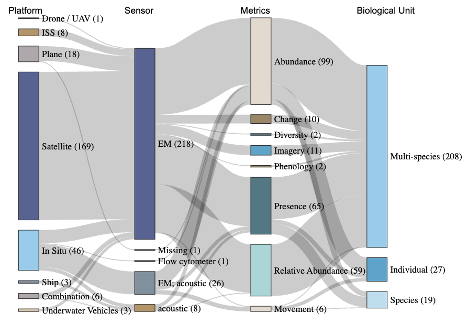 Platform Sensor Metrics Biological Unit
Drone / UAV (1)
ISS (8)
Plane (18)
Satellite (169)
In Situ (46)
Ship (3)
Combination (6)
Underwater Vehicles (3)
EM (218)
Missing (1)
Flow cytometer (1)
EM; acoustic (26)
acoustic (8)
Abundance (99)
Change (10)
Diversity (2)
Imagery (11)
Phenology (2)
Presence (65)
Relative Abundance (59)
Movement (6)
Multi-species (208)
Individual (27)
Species (19)